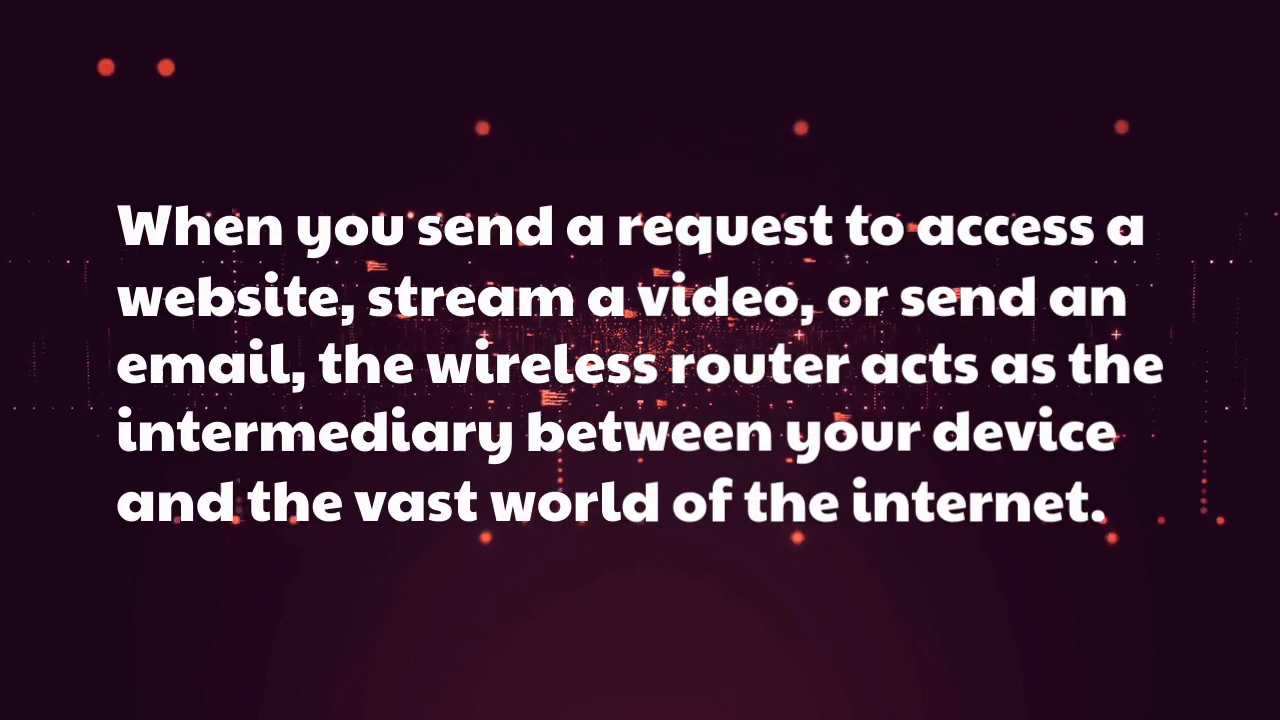 When you send a request to access a
website, stream a video, or send an
email, the wireless router acts as the
intermediary between your device
and the vast world of the internet.